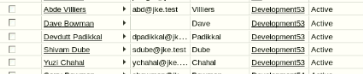 Abde Villiers abd@jke.test Villiers Development53 Active
Dave Bowman Dave Development53 Active
Devdutt Padikkal dpadikkal@jk... Padikkal Development53 Active
Shivam Dube sdube@jke.test Dube Development53 Active
Yuzi Chahal ychahal@jke.... Chahal Development53 Active